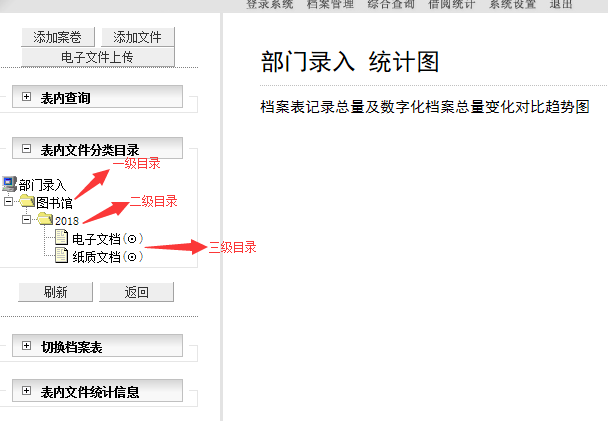 登录系统 档案管理 综合查询 借阅统计 系统设置 退出
添加案卷 添加文件
电子文件上传
表内查询
表内文件分类目录
一级目录
部门录入
图书馆
二级目录
2018
电子文档(⊙)
三级目录
纸质文档(⊙)
刷新 返回
切换档案表
表内文件统计信息
部门录入 统计图
档案表记录总量及数字化档案总量变化对比趋势图